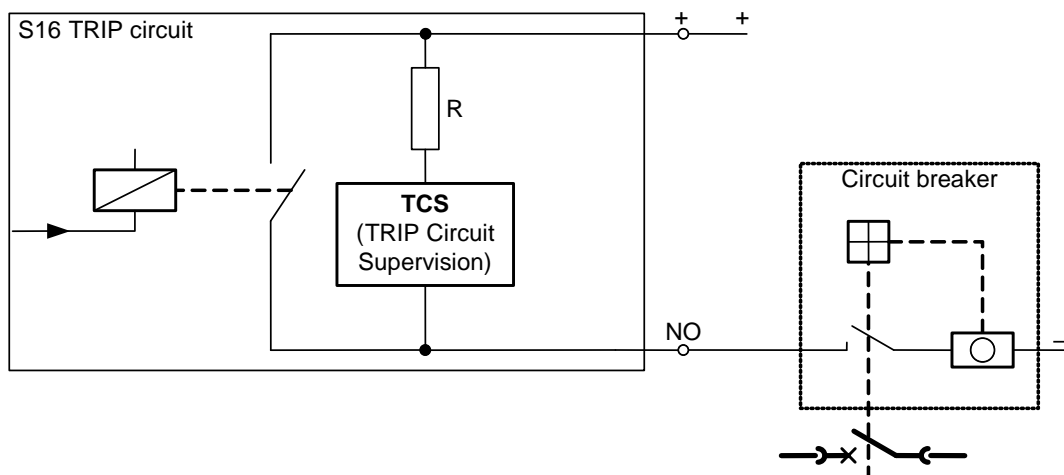 S16 TRIP circuit
+ +
R
TCS
(TRIP Circuit
Supervision)
Circuit breaker
NO
–